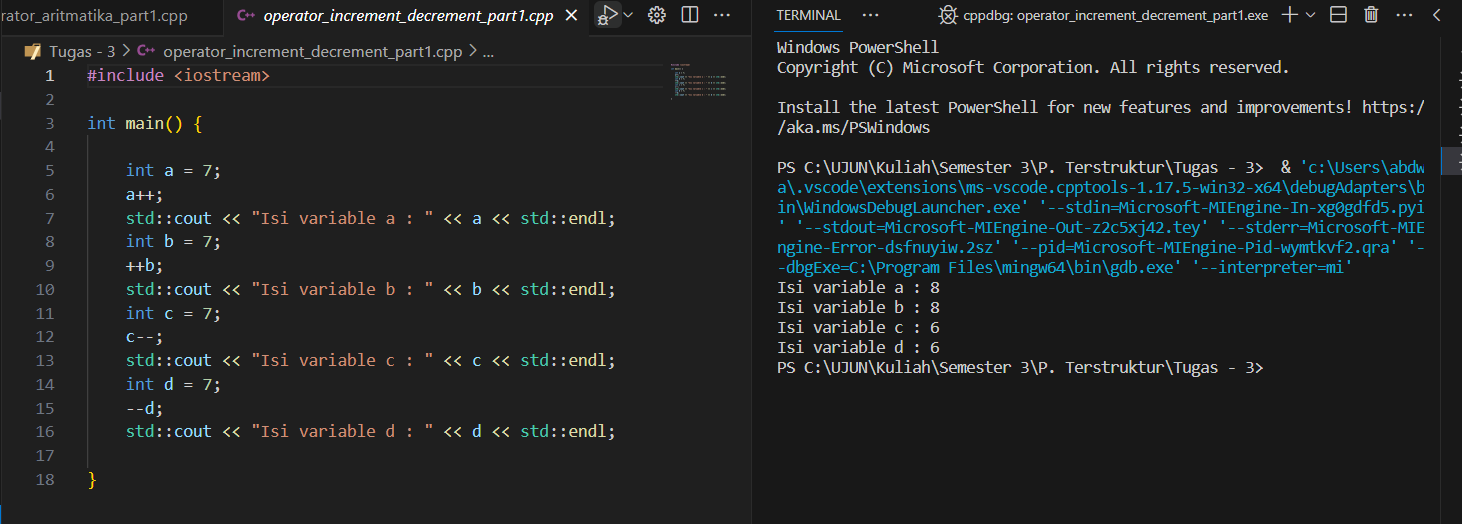 rator_aritmatika_part1.cpp
operator_increment_decrement_part1.cpp
Tugas - 3 > operator_increment_decrement_part1.cpp > ...
1 #include <iostream>
2
3 int main() {
4
5 int a = 7;
6 a++;
7 std::cout << "Isi variable a : " << a << std::endl;
8 int b = 7;
9 ++b;
10 std::cout << "Isi variable b : " << b << std::endl;
11 int c = 7;
12 c--;
13 std::cout << "Isi variable c : " << c << std::endl;
14 int d = 7;
15 --d;
16 std::cout << "Isi variable d : " << d << std::endl;
17
18 }
TERMINAL
cppdbg: operator_increment_decrement_part1.exe
Windows PowerShell
Copyright (C) Microsoft Corporation. All rights reserved.
Install the latest PowerShell for new features and improvements! https:/
/aka.ms/PSWindows
PS C:\UJUN\Kuliah\Semester 3\P. Terstruktur\Tugas - 3>  & 'c:\Users\abdw
a\.vscode\extensions\ms-vscode.cpptools-1.17.5-win32-x64\debugAdapters\b
in\WindowsDebugLauncher.exe' '--stdin=Microsoft-MIEngine-In-xg0gdfd5.pyi
' '--stdout=Microsoft-MIEngine-Out-z2c5xj42.tey' '--stderr=Microsoft-MIE
ngine-Error-dsfnuyiw.2sz' '--pid=Microsoft-MIEngine-Pid-wymtkvf2.qra' '-
-dbgExe=C:\Program Files\mingw64\bin\gdb.exe' '--interpreter=mi'
Isi variable a : 8
Isi variable b : 8
Isi variable c : 6
Isi variable d : 6
PS C:\UJUN\Kuliah\Semester 3\P. Terstruktur\Tugas - 3>